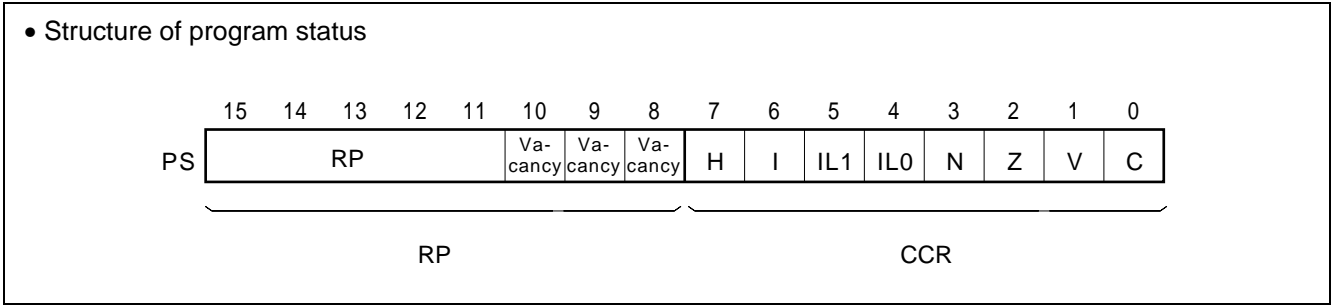 • Structure of program status
15 14 13 12 11 10 9 8 7 6 5 4 3 2 1 0
PS RP Va-cancy Va-cancy Va-cancy H I IL1 IL0 N Z V C
RP CCR